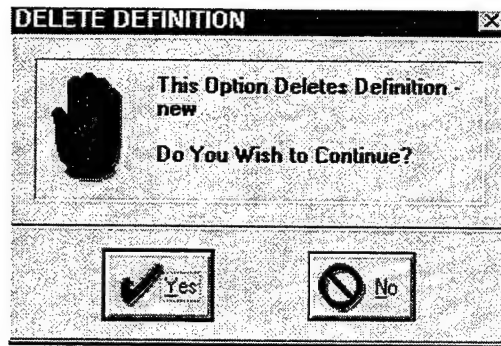 DELETE DEFINITION
This Option Deletes Definition -
new
Do You Wish to Continue?
Yes
No